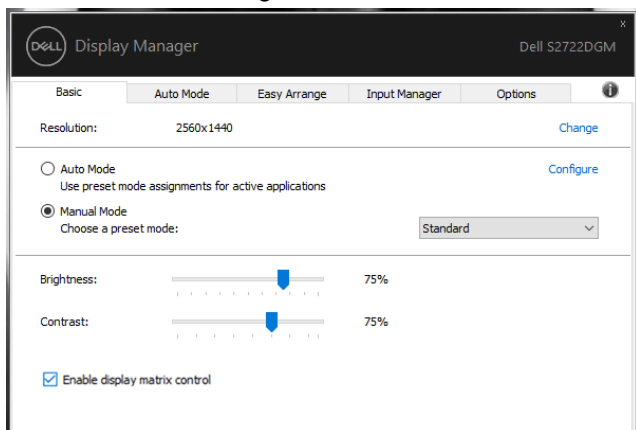 x
DELL Display Manager Dell S2722DGM
Basic Auto Mode Easy Arrange Input Manager Options i
Resolution: 2560x1440 Change
Auto Mode Configure
Use preset mode assignments for active applications
Manual Mode
Choose a preset mode: Standard
Brightness: 75%
Contrast: 75%
Enable display matrix control